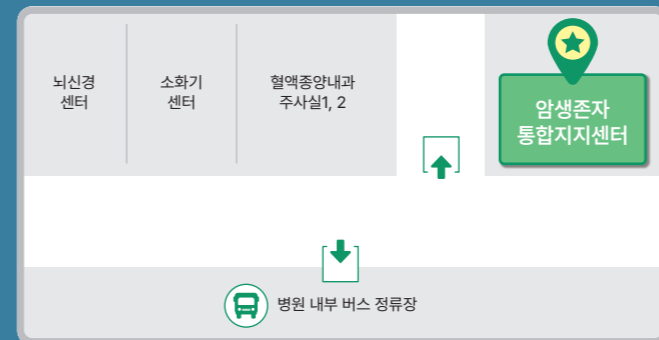 뇌신경
센터
소화기
센터
혈액종양내과
주사실1, 2
암생존자
통합지지센터
병원 내부 버스 정류장